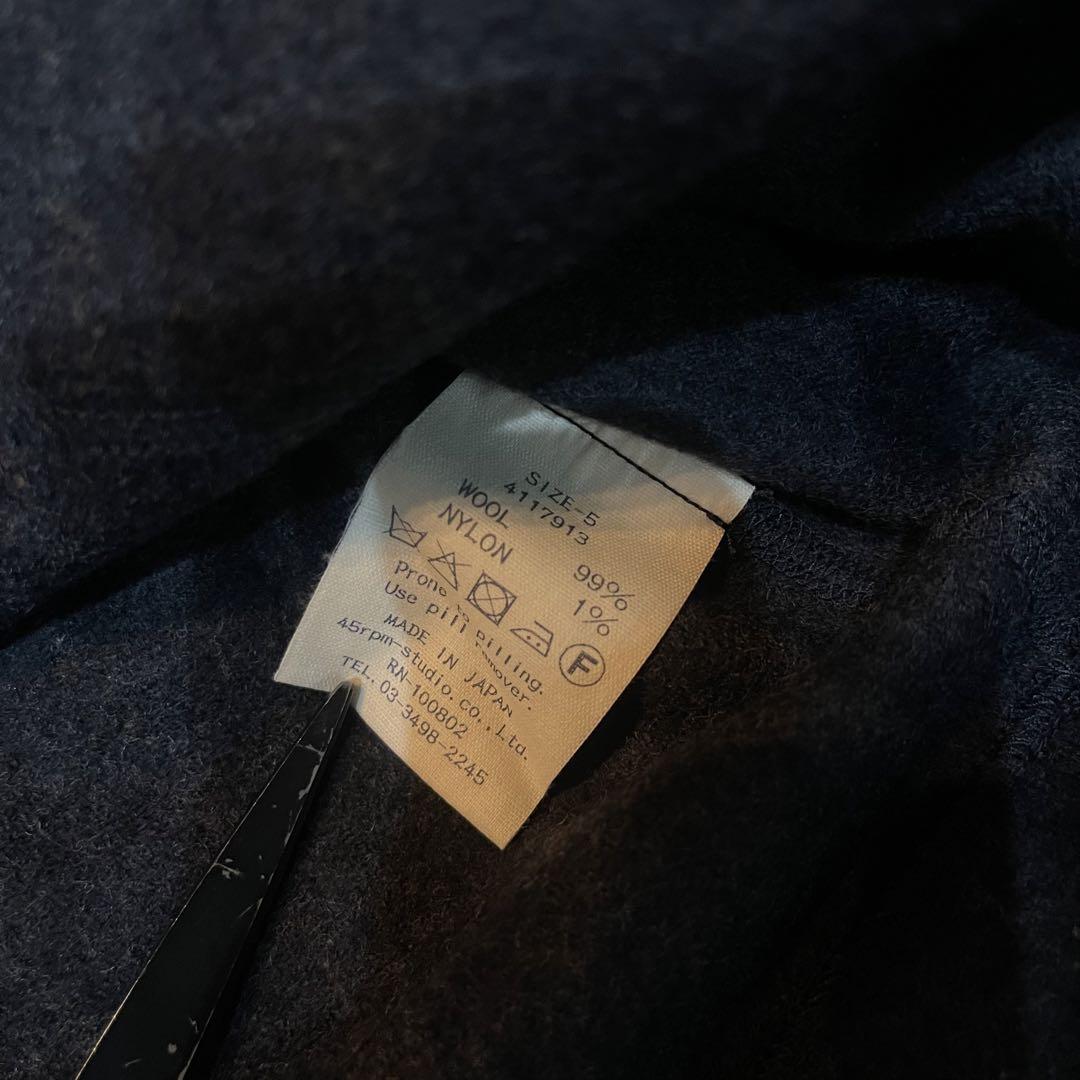 SIZE-5
4117913
WOOL 99%
NYLON 1%
F
Prone to pilling.
Use pill remover.
MADE IN JAPAN
45rpm-studio.co.,Ltd.
RN 100802
TEL.03-3498-2245